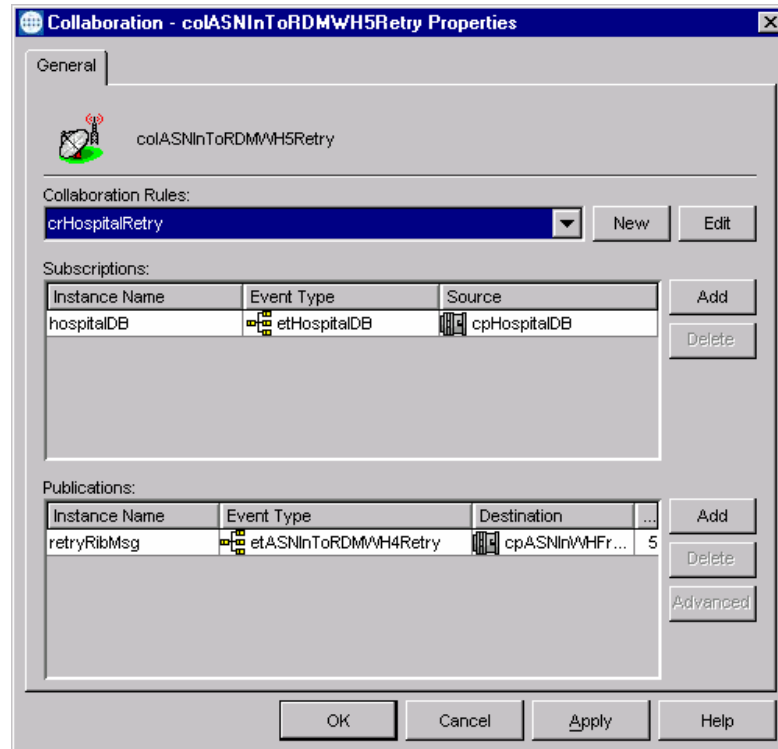 Collaboration - colASNInToRDMWH5Retry Properties
General
colASNInToRDMWH5Retry
Collaboration Rules:
crHospitalRetry
New
Edit
Subscriptions:
Instance Name Event Type Source
hospitalDB etHospitalDB cpHospitalDB
Add
Delete
Publications:
Instance Name Event Type Destination ...
retryRibMsg etASNInToRDMWH4Retry cpASNInWHFr... 5
Add
Delete
Advanced
OK Cancel Apply Help